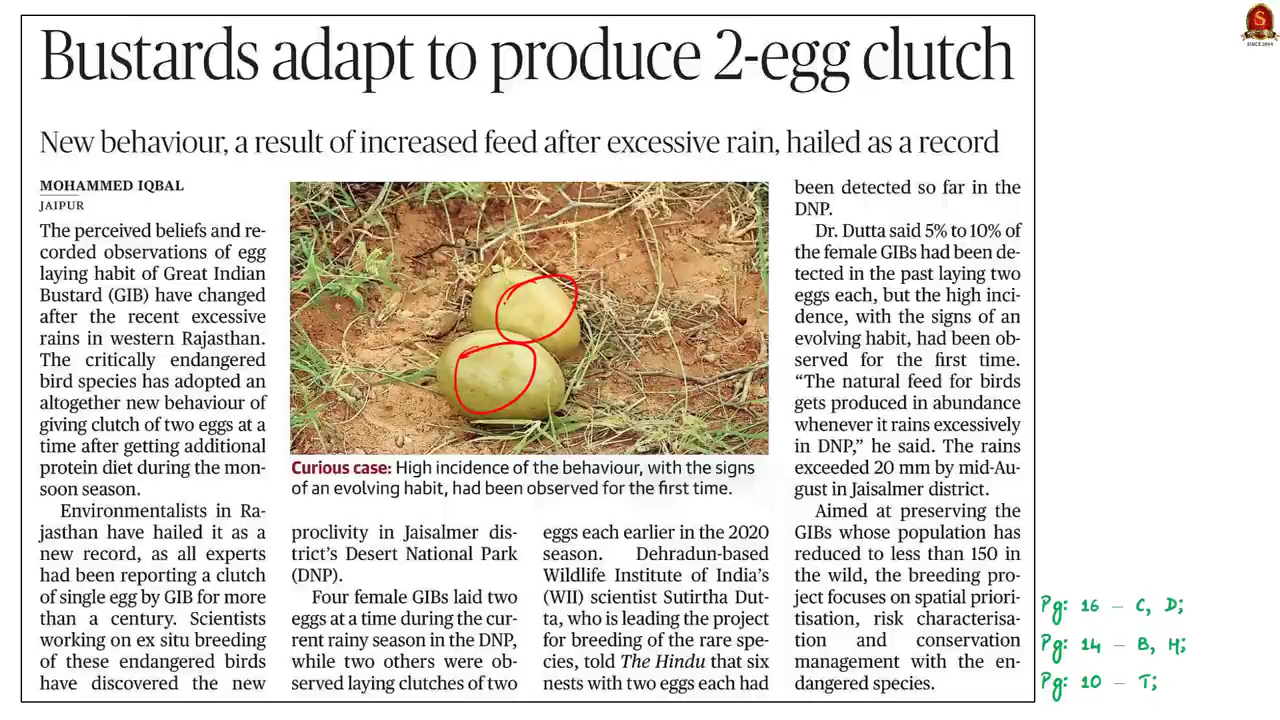 Bustards adapt to produce 2-egg clutch
New behaviour, a result of increased feed after excessive rain, hailed as a record
MOHAMMED IQBAL
JAIPUR
The perceived beliefs and re-
corded observations of egg
laying habit of Great Indian
Bustard (GIB) have changed
after the recent excessive
rains in western Rajasthan.
The critically endangered
bird species has adopted an
altogether new behaviour of
giving clutch of two eggs at a
time after getting additional
protein diet during the mon-
soon season.
Environmentalists in Ra-
jasthan have hailed it as a
new record, as all experts
had been reporting a clutch
of single egg by GIB for more
than a century. Scientists
working on ex situ breeding
of these endangered birds
have discovered the new
Curious case: High incidence of the behaviour, with the signs
of an evolving habit, had been observed for the first time.
proclivity in Jaisalmer dis-
trict's Desert National Park
(DNP).
Four female GIBs laid two
eggs at a time during the cur-
rent rainy season in the DNP,
while two others were ob-
served laying clutches of two
eggs each earlier in the 2020
season. Dehradun-based
Wildlife Institute of India's
(WII) scientist Sutirtha Dut-
ta, who is leading the project
for breeding of the rare spe-
cies, told The Hindu that six
nests with two eggs each had
been detected so far in the
DNP.
Dr. Dutta said 5% to 10% of
the female GIBs had been de-
tected in the past laying two
eggs each, but the high inci-
dence, with the signs of an
evolving habit, had been ob-
served for the first time.
“The natural feed for birds
gets produced in abundance
whenever it rains excessively
in DNP,” he said. The rains
exceeded 20 mm by mid-Au-
gust in Jaisalmer district.
Aimed at preserving the
GIBs whose population has
reduced to less than 150 in
the wild, the breeding pro-
ject focuses on spatial priori-
tisation, risk characterisa-
tion and conservation
management with the en-
dangered species.
S
SINCE 2004
Pg: 16 – C, D;
Pg: 14 – B, H;
Pg: 10 – T;